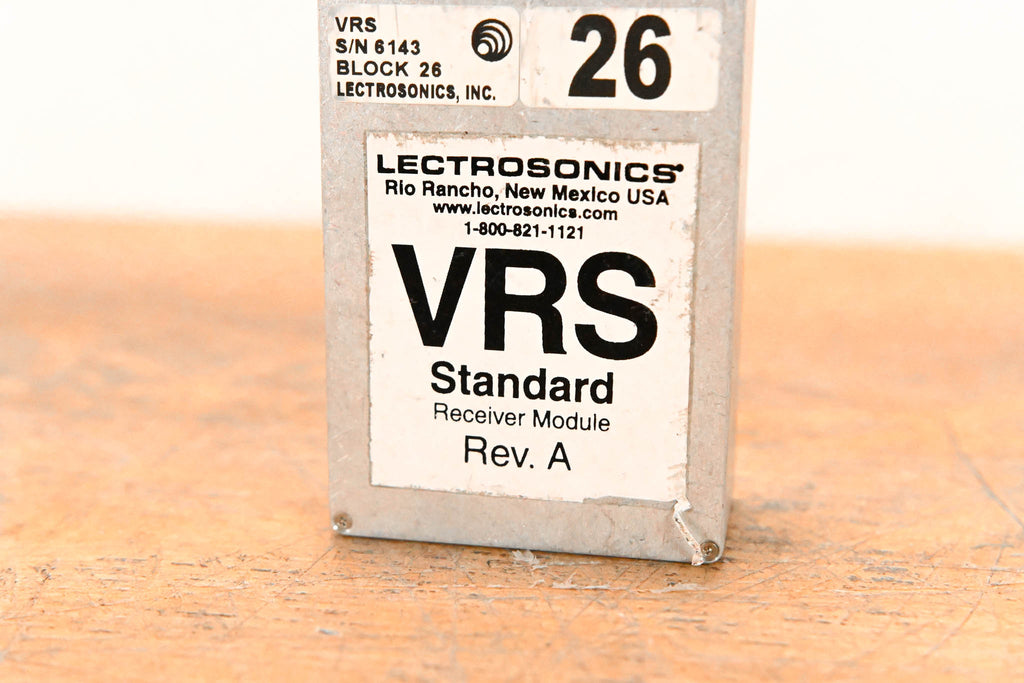 VRS
S/N 6143
BLOCK 26
LECTROSONICS, INC.
26
LECTROSONICS
Rio Rancho, New Mexico USA
www.lectrosonics.com
1-800-821-1121
VRS
Standard
Receiver Module
Rev. A